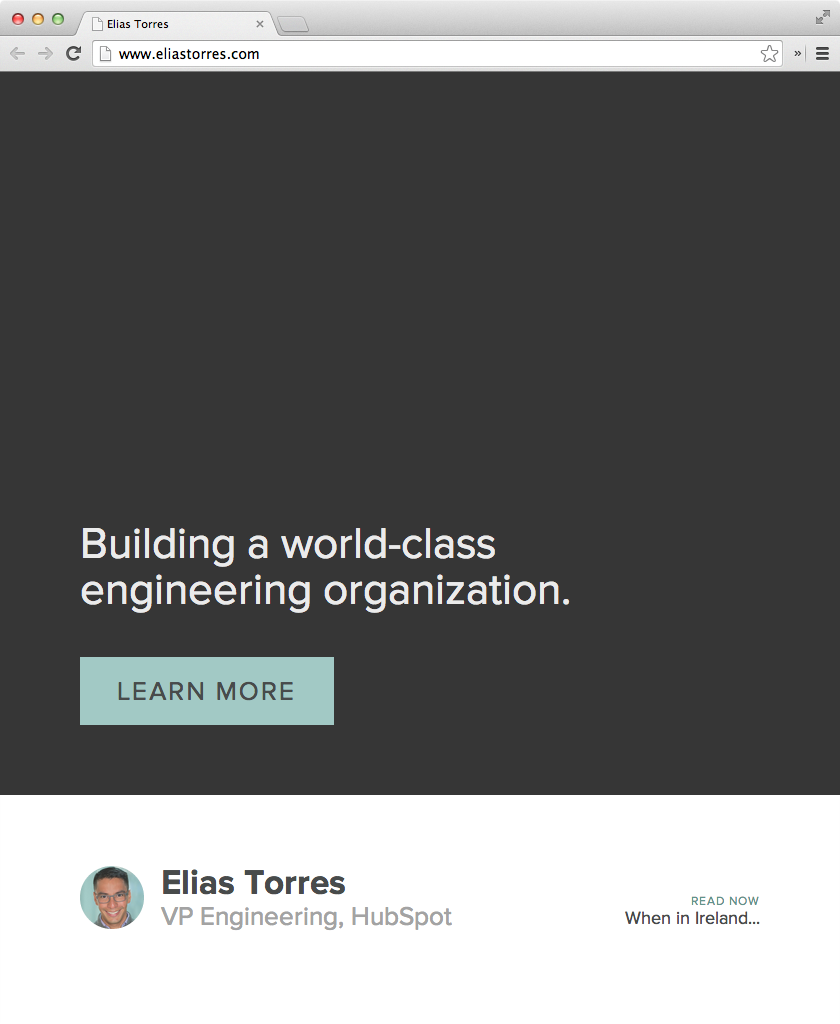 Elias Torres
www.eliastorres.com
»
Building a world-class
engineering organization.
LEARN MORE
Elias Torres
VP Engineering, HubSpot
READ NOW
When in Ireland...